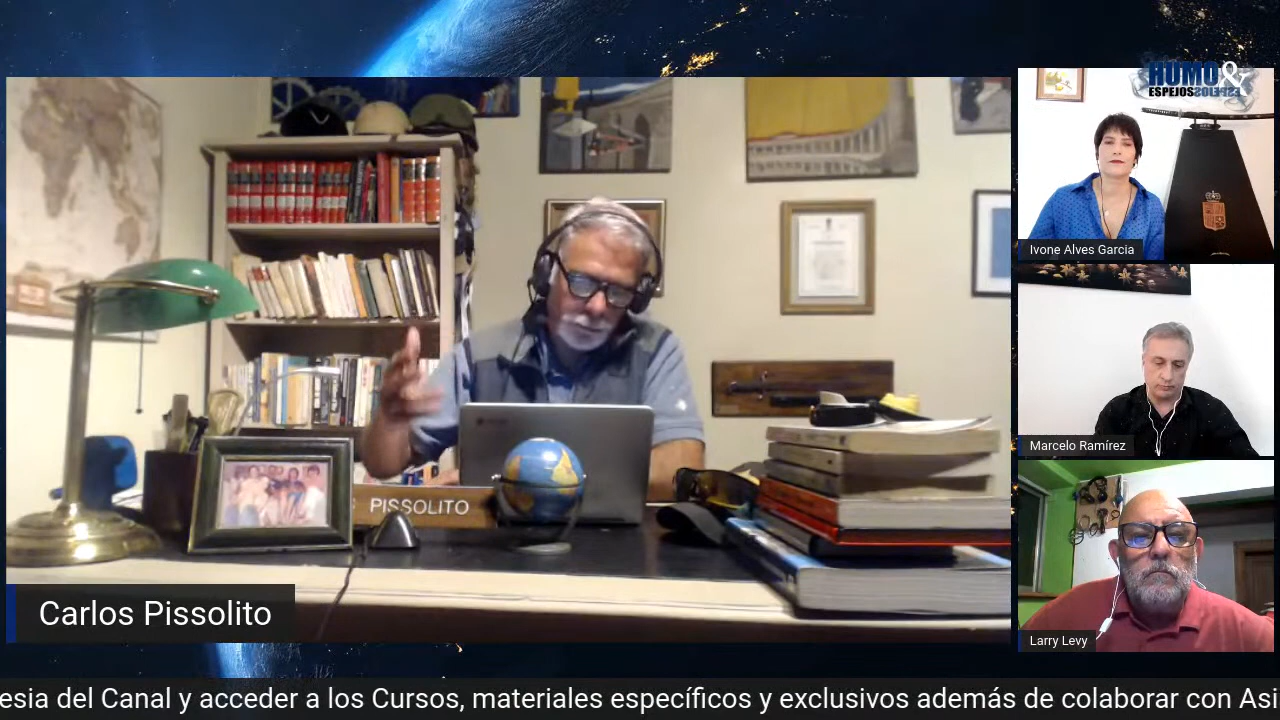 HUMO&
ESPEJOS
Ivone Alves Garcia
Marcelo Ramírez
PISSOLITO
Carlos Pissolito
Larry Levy
esia del Canal y acceder a los Cursos, materiales específicos y exclusivos además de colaborar con Asi